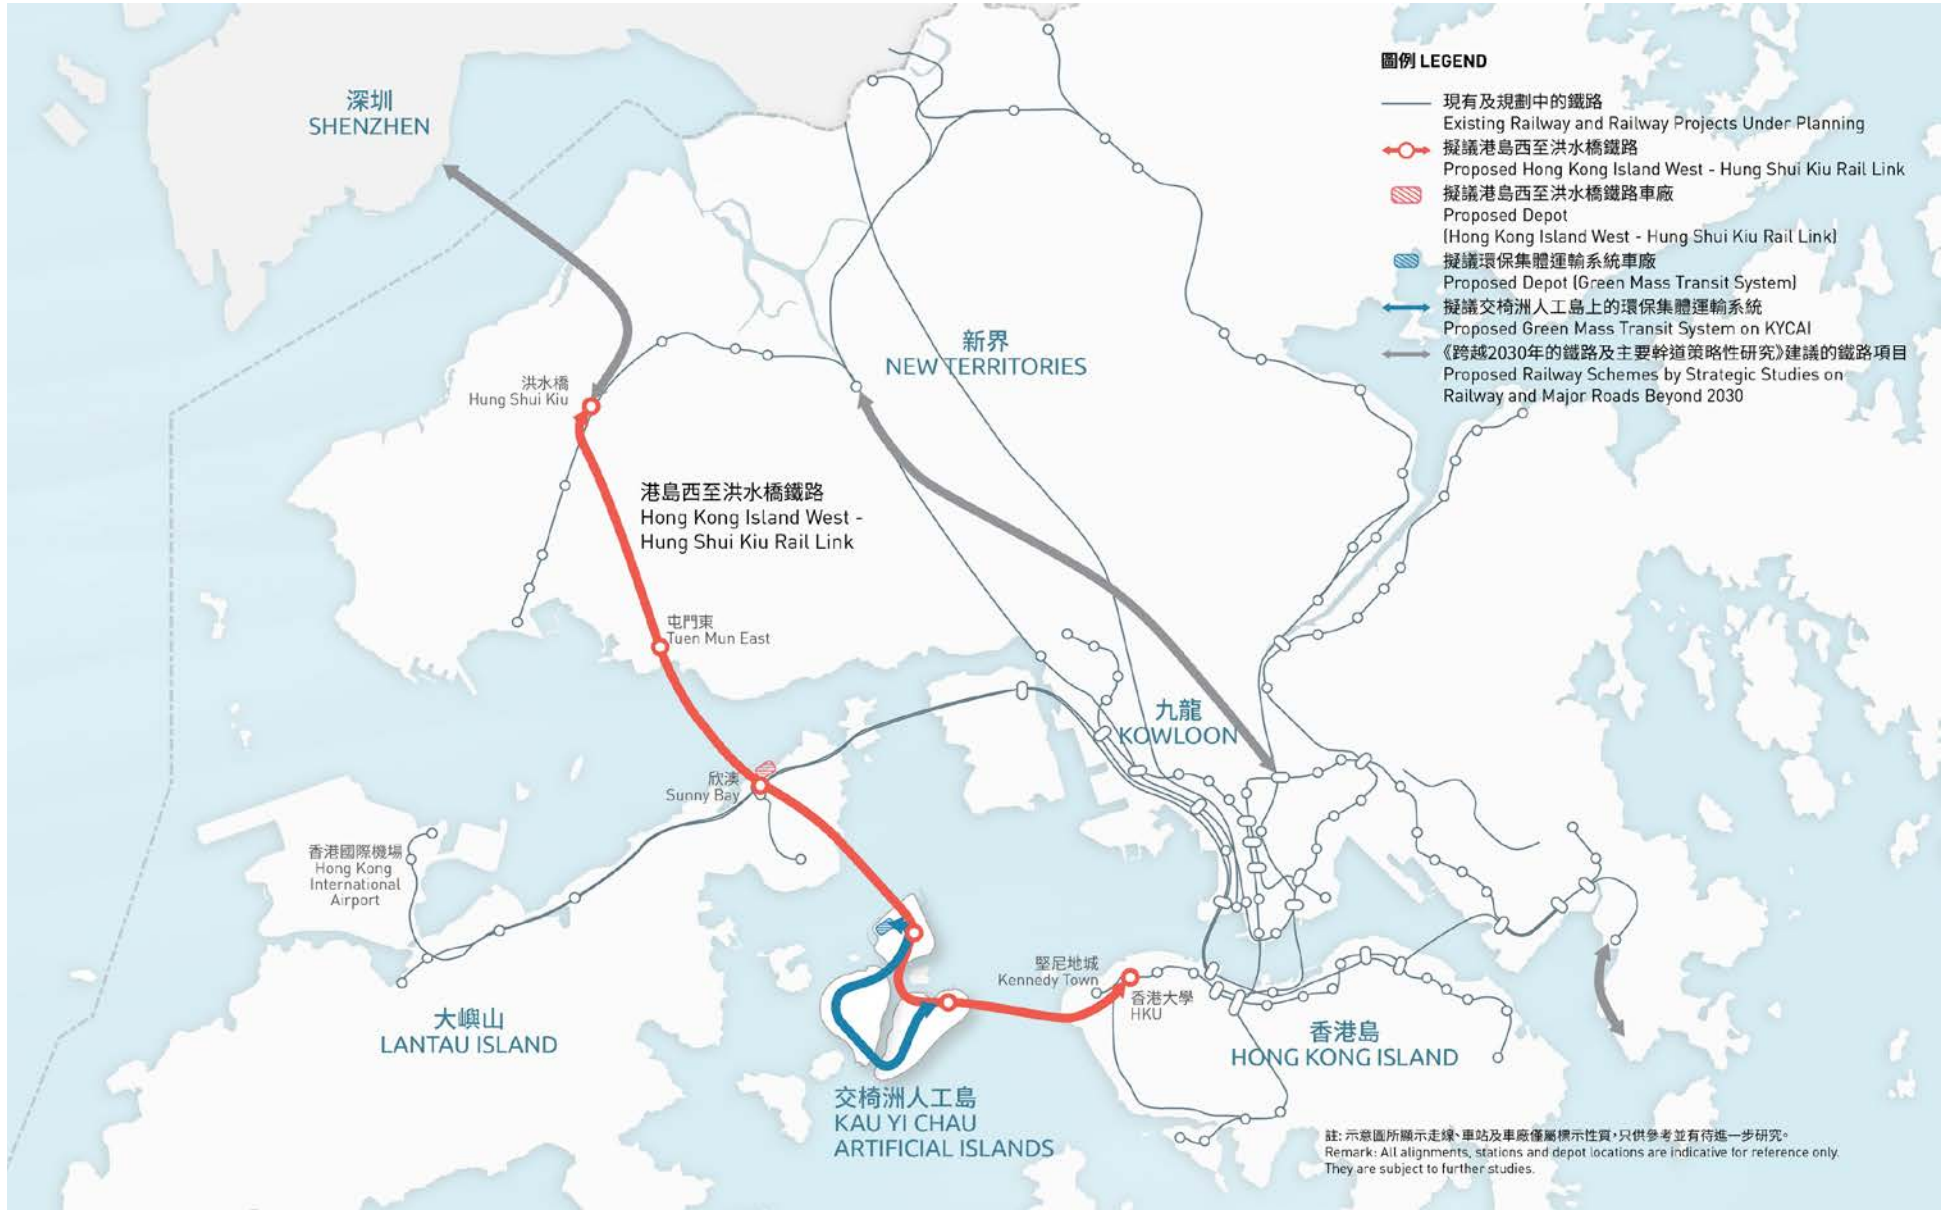 深圳
SHENZHEN
圖例 LEGEND
現有及規劃中的鐵路
Existing Railway and Railway Projects Under Planning
擬議港島西至洪水橋鐵路
Proposed Hong Kong Island West - Hung Shui Kiu Rail Link
擬議港島西至洪水橋鐵路車廠
Proposed Depot
(Hong Kong Island West - Hung Shui Kiu Rail Link)
擬議環保集體運輸系統車廠
Proposed Depot (Green Mass Transit System)
擬議交椅洲人工島上的環保集體運輸系統
Proposed Green Mass Transit System on KYCAI
《跨越2030年的鐵路及主要幹道策略性研究》建議的鐵路項目
Proposed Railway Schemes by Strategic Studies on
Railway and Major Roads Beyond 2030
新界
NEW TERRITORIES
洪水橋
Hung Shui Kiu
港島西至洪水橋鐵路
Hong Kong Island West -
Hung Shui Kiu Rail Link
屯門東
Tuen Mun East
九龍
KOWLOON
欣澳
Sunny Bay
香港國際機場
Hong Kong
International
Airport
堅尼地城
Kennedy Town
香港大學
HKU
大嶼山
LANTAU ISLAND
香港島
HONG KONG ISLAND
交椅洲人工島
KAU YI CHAU
ARTIFICIAL ISLANDS
註: 示意圖所顯示走線、車站及車廠僅屬標示性質，只供參考並有待進一步研究。
Remark: All alignments, stations and depot locations are indicative for reference only.
They are subject to further studies.